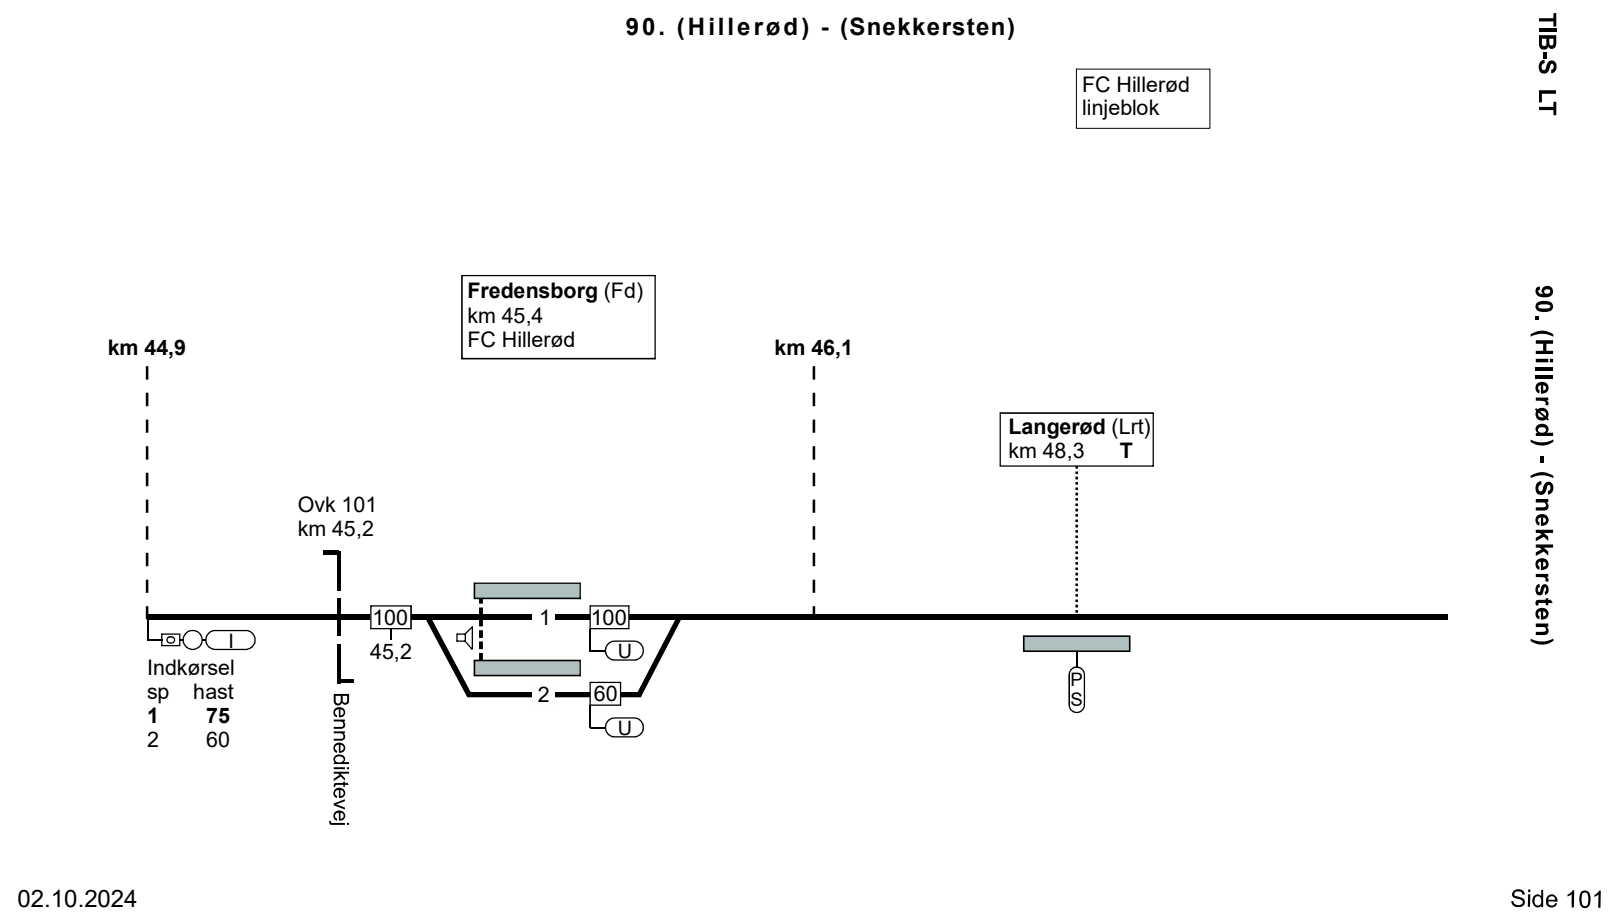 90. (Hillerød) - (Snekkersten)
TIB-S LT
FC Hillerød
linjeblok
90. (Hillerød) - (Snekkersten)
Fredensborg (Fd)
km 45,4
FC Hillerød
km 44,9
km 46,1
Langerød (Lrt)
km 48,3 T
Ovk 101
km 45,2
100
1
100
45,2
I
U
Indkørsel
sp hast
1 75
2 60
2
60
U
P
S
Bennediktevej
02.10.2024
Side 101